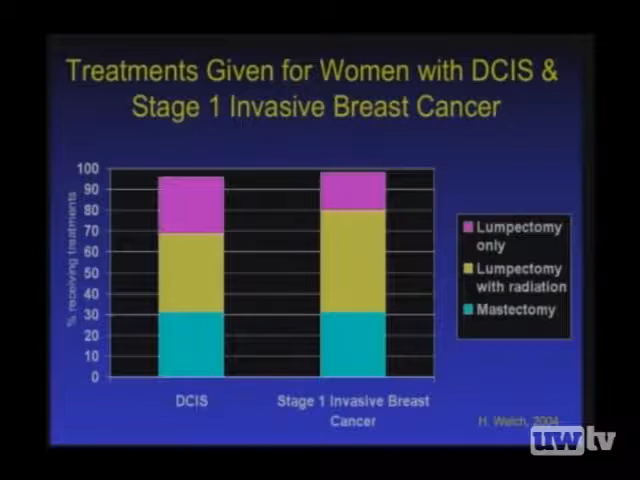 Treatments Given for Women with DCIS &
Stage 1 Invasive Breast Cancer
100
90
80
70
60
50
40
30
20
10
0
% receiving treatments
DCIS
Stage 1 Invasive Breast
Cancer
Lumpectomy
only
Lumpectomy
with radiation
Mastectomy
H. Welch, 2004
uwtv